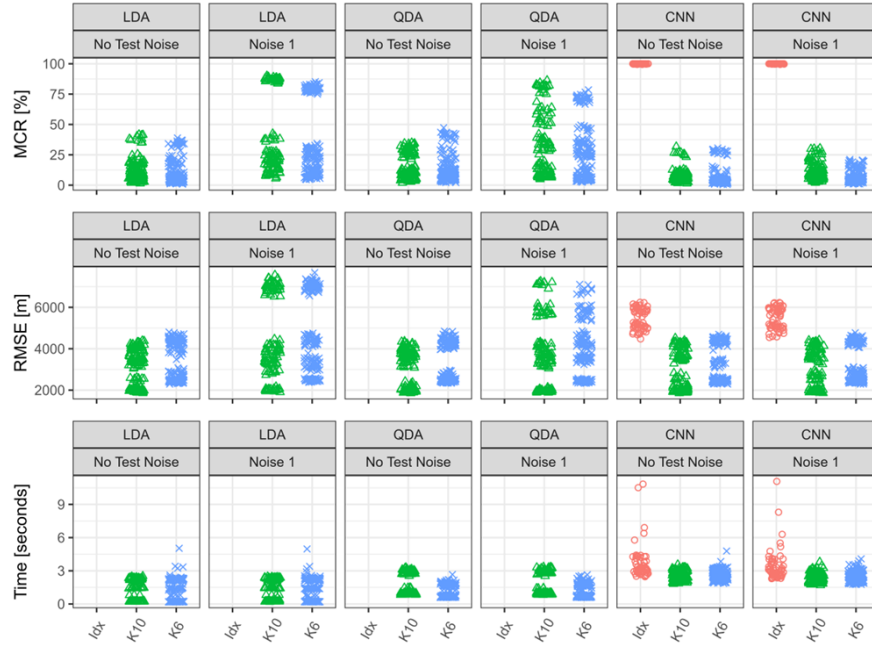 LDA LDA QDA QDA CNN CNN
No Test Noise Noise 1 No Test Noise Noise 1 No Test Noise Noise 1
MCR [%]
100
75
50
25
0
LDA LDA QDA QDA CNN CNN
No Test Noise Noise 1 No Test Noise Noise 1 No Test Noise Noise 1
RMSE [m]
6000
4000
2000
LDA LDA QDA QDA CNN CNN
No Test Noise Noise 1 No Test Noise Noise 1 No Test Noise Noise 1
Time [seconds]
9
6
3
0
Idx K10 K6 Idx K10 K6 Idx K10 K6 Idx K10 K6 Idx K10 K6 Idx K10 K6